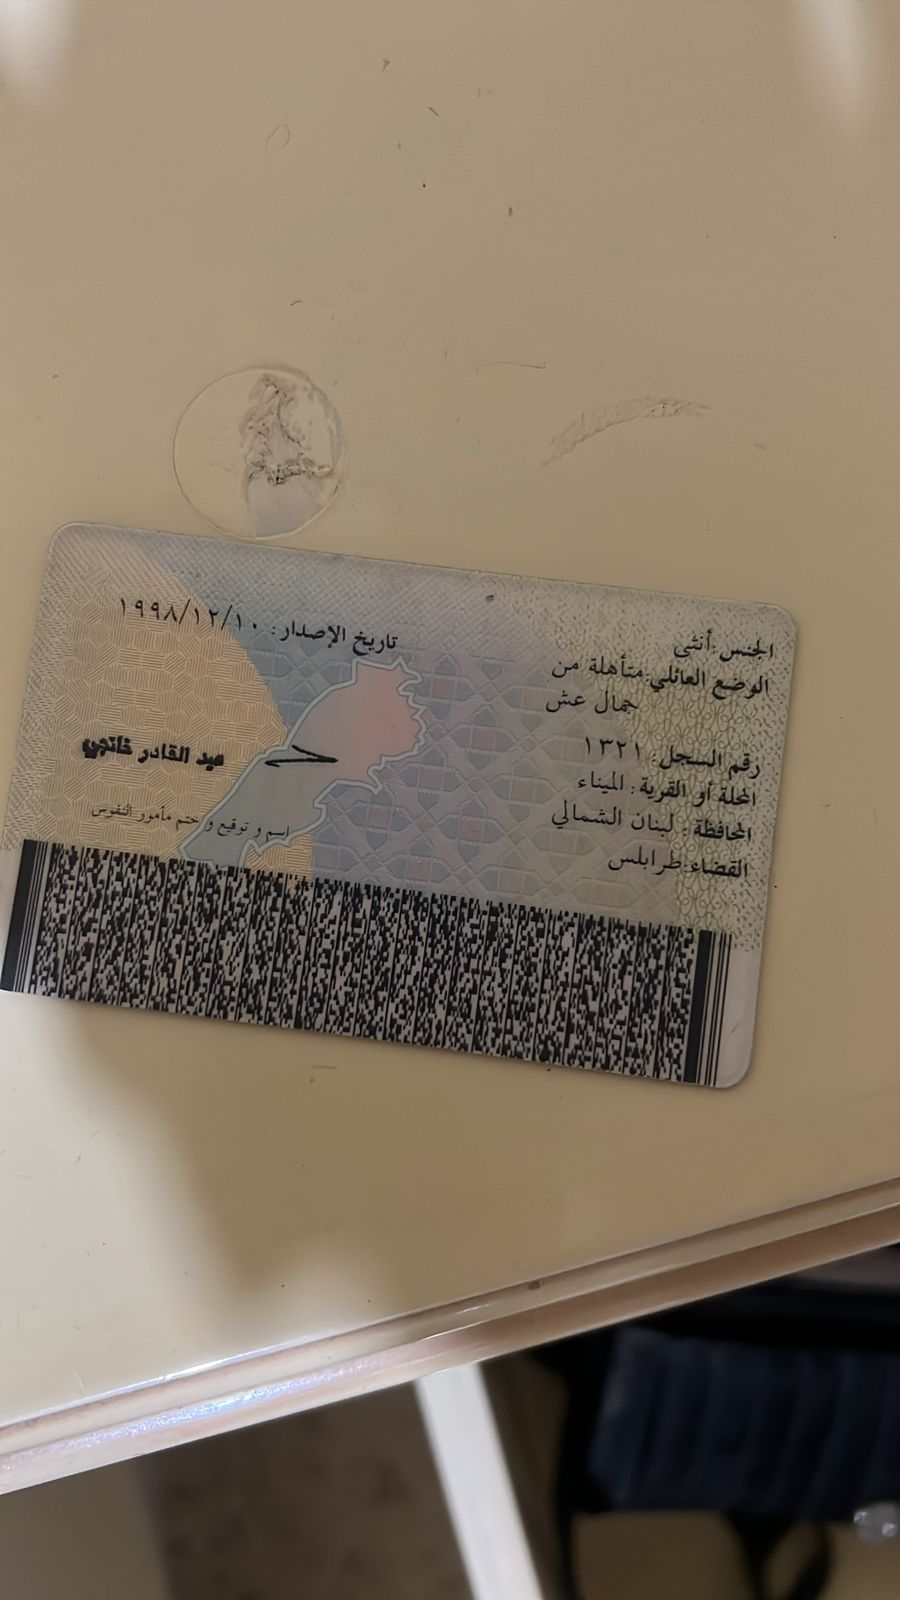 الجنس: أنثى
الوضع العائلي: متأهلة من
جمال عش
رقم السجل: ١٣٢١
المحلة أو القرية: الميناء
المحافظة: لبنان الشمالي
القضاء: طرابلس
تاريخ الإصدار: ١٩٩٨/١٢/١٠
عبد القادر خانجي
اسم و توقيع و ختم مأمور النفوس